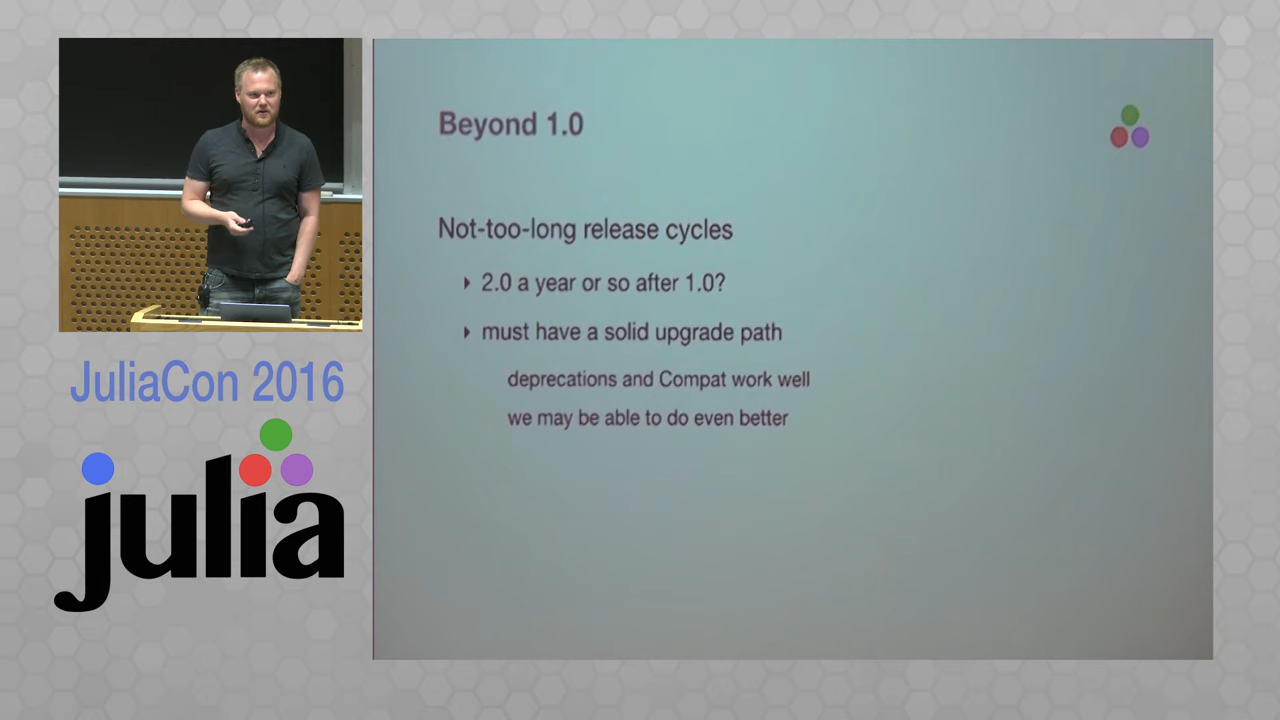 Beyond 1.0
Not-too-long release cycles
2.0 a year or so after 1.0?
must have a solid upgrade path
deprecations and Compat work well
we may be able to do even better
JuliaCon 2016
julia